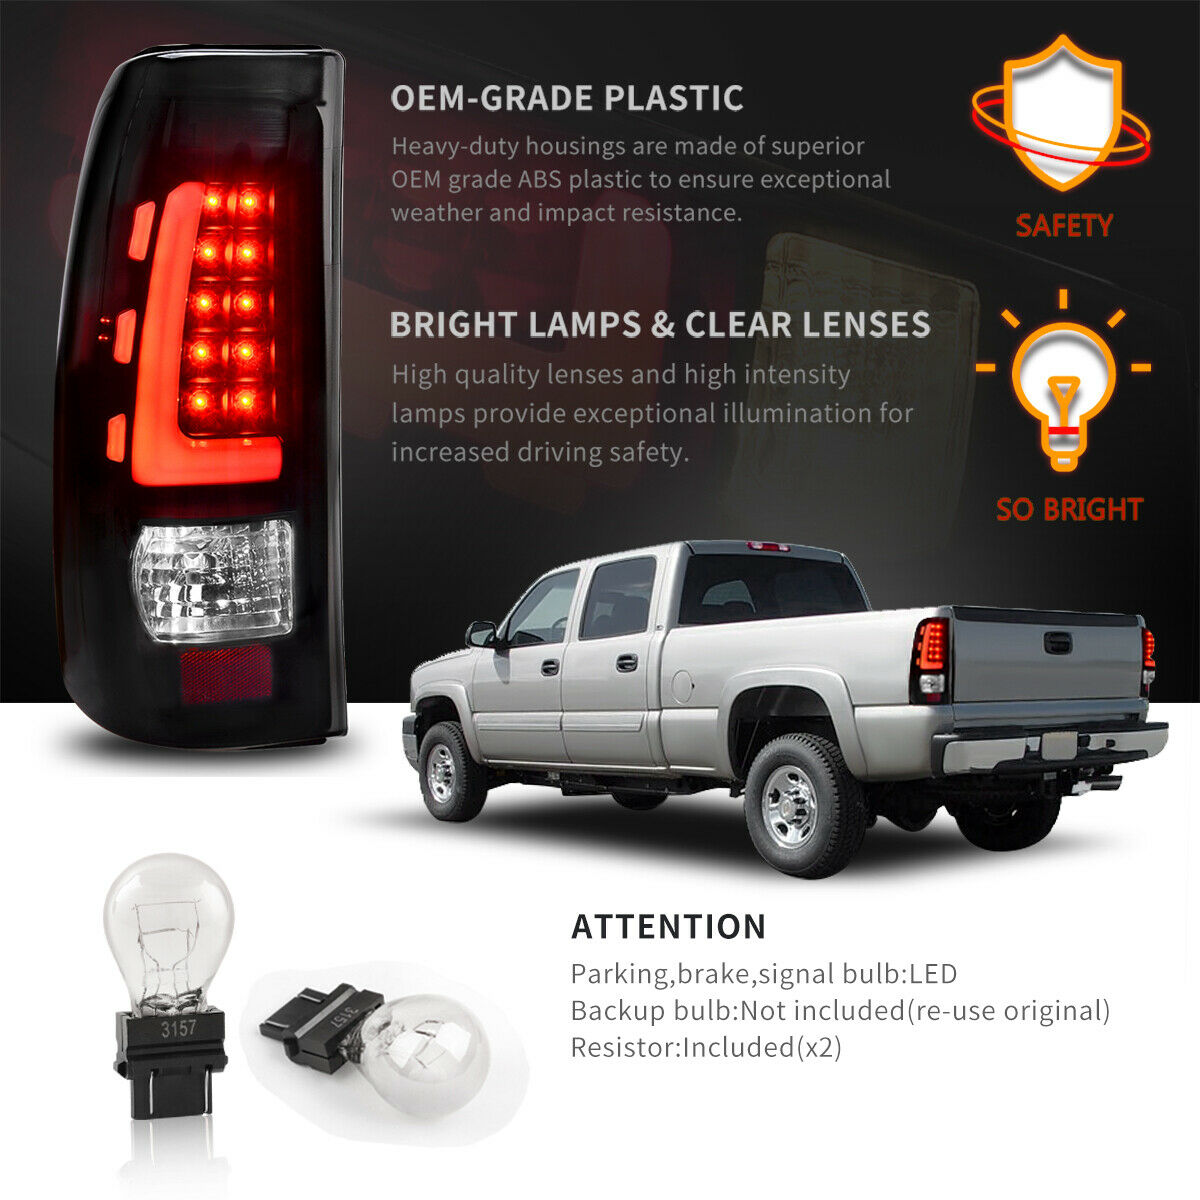 OEM-GRADE PLASTIC
Heavy-duty housings are made of superior
OEM grade ABS plastic to ensure exceptional
weather and impact resistance.
SAFETY
BRIGHT LAMPS & CLEAR LENSES
High quality lenses and high intensity
lamps provide exceptional illumination for
increased driving safety.
SO BRIGHT
ATTENTION
Parking,brake,signal bulb:LED
Backup bulb:Not included(re-use original)
Resistor:Included(x2)
3157
3157